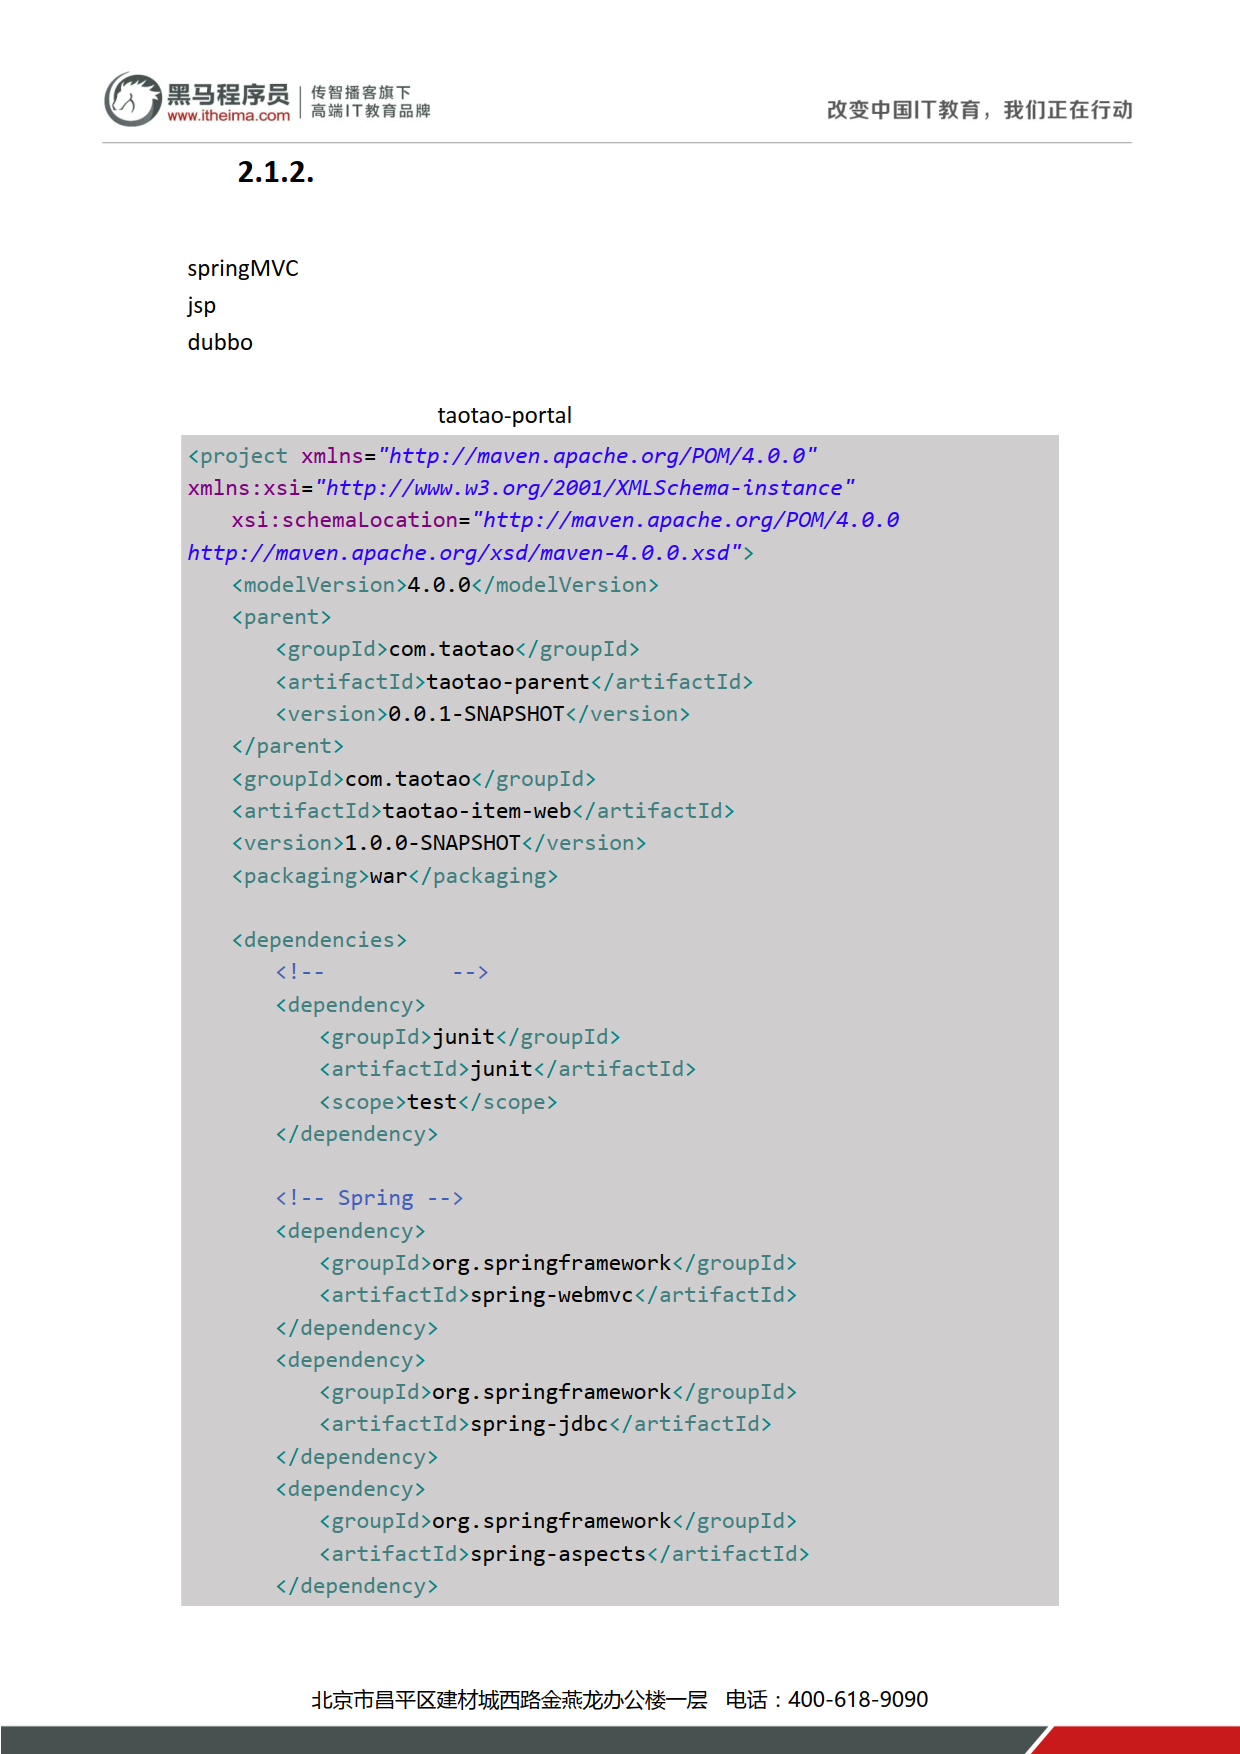 黑马程序员
www.itheima.com
传智播客旗下
高端IT教育品牌
改变中国IT教育，我们正在行动
2.1.2.
springMVC
jsp
dubbo
taotao-portal
<project xmlns="http://maven.apache.org/POM/4.0.0"
xmlns:xsi="http://www.w3.org/2001/XMLSchema-instance"
xsi:schemaLocation="http://maven.apache.org/POM/4.0.0
http://maven.apache.org/xsd/maven-4.0.0.xsd">
<modelVersion>4.0.0</modelVersion>
<parent>
<groupId>com.taotao</groupId>
<artifactId>taotao-parent</artifactId>
<version>0.0.1-SNAPSHOT</version>
</parent>
<groupId>com.taotao</groupId>
<artifactId>taotao-item-web</artifactId>
<version>1.0.0-SNAPSHOT</version>
<packaging>war</packaging>
<dependencies>
<!-- -->
<dependency>
<groupId>junit</groupId>
<artifactId>junit</artifactId>
<scope>test</scope>
</dependency>
<!-- Spring -->
<dependency>
<groupId>org.springframework</groupId>
<artifactId>spring-webmvc</artifactId>
</dependency>
<dependency>
<groupId>org.springframework</groupId>
<artifactId>spring-jdbc</artifactId>
</dependency>
<dependency>
<groupId>org.springframework</groupId>
<artifactId>spring-aspects</artifactId>
</dependency>
北京市昌平区建材城西路金燕龙办公楼一层 电话：400-618-9090